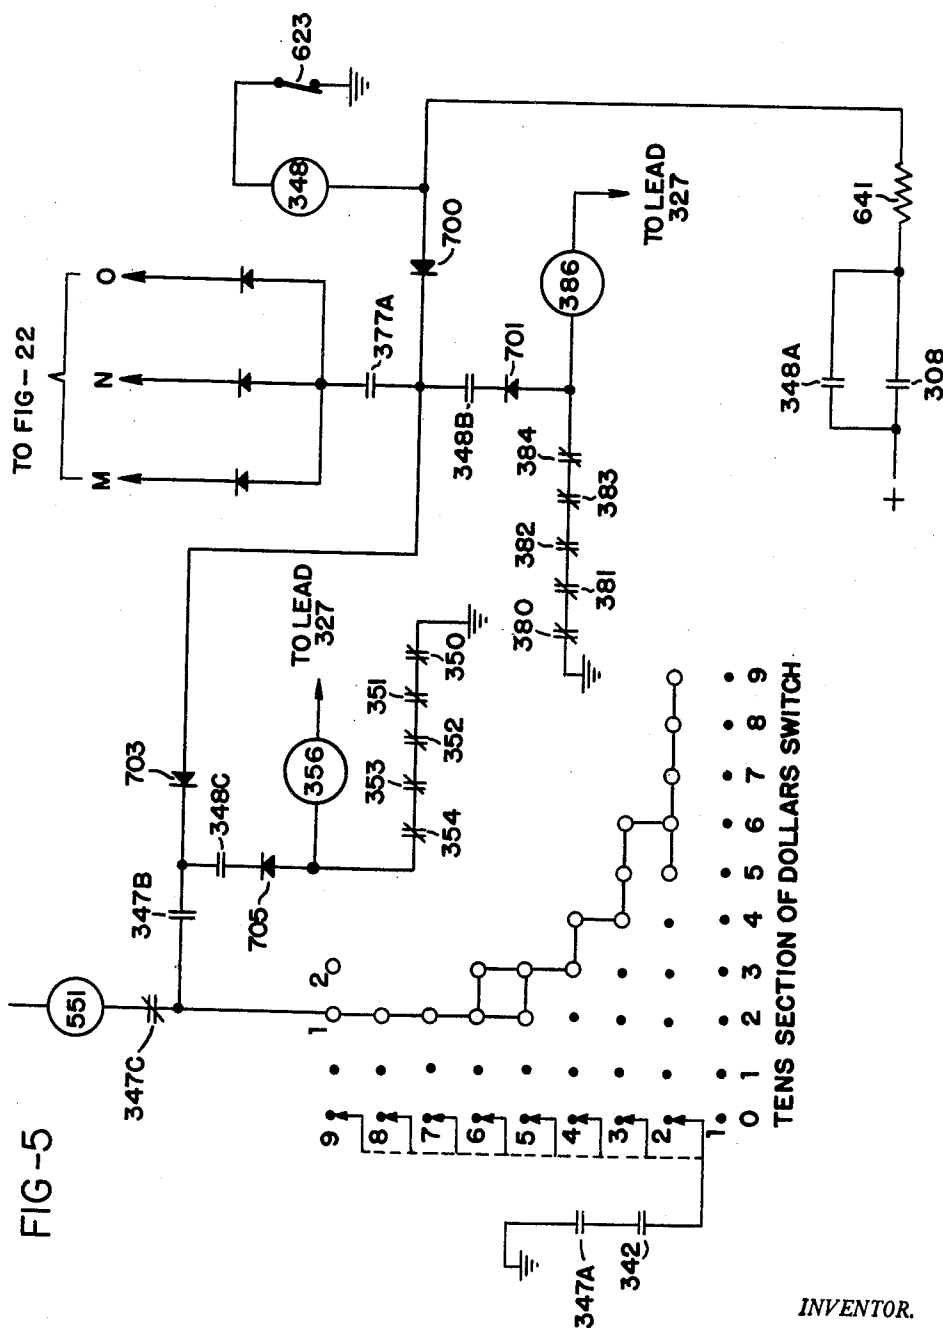 FIG-5
TO FIG-22
M
N
O
623
348
377A
700
348B
701
386
TO LEAD
327
641
348A
308
+
384
383
382
381
380
703
348C
347B
705
356
TO LEAD
327
350
351
352
353
354
551
347C
1
2
9
8
7
6
5
4
3
2
1
0
1
2
3
4
5
6
7
8
9
TENS SECTION OF DOLLARS SWITCH
347A
342
INVENTOR.